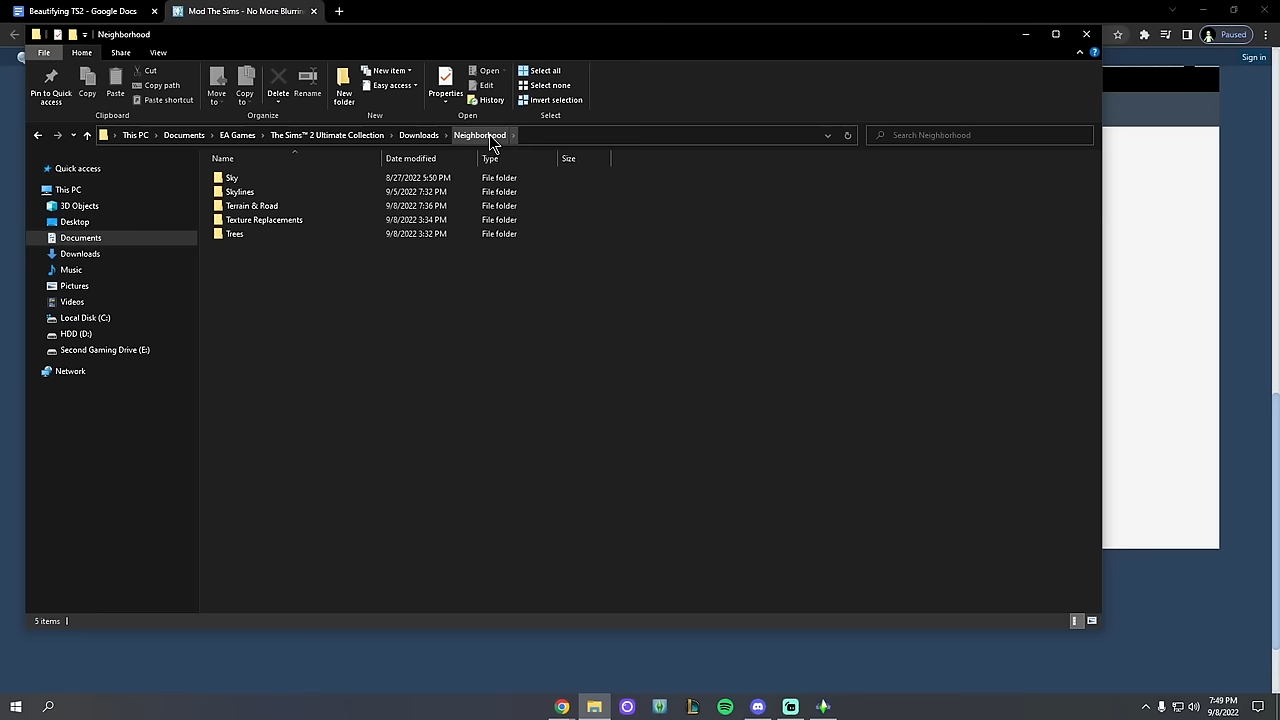 Beautifying TS2 - Google Docs
Mod The Sims - No More Blurrin
Paused
Sign in
Neighborhood
File Home Share View
Pin to Quick access
Copy
Paste
Cut
Copy path
Paste shortcut
Clipboard
Move to
Copy to
Delete
Rename
Organize
New folder
New item
Easy access
New
Properties
Open
Edit
History
Open
Select all
Select none
Invert selection
Select
This PC > Documents > EA Games > The Sims™ 2 Ultimate Collection > Downloads > Neighborhood >
Search Neighborhood
Name Date modified Type Size
Sky 8/27/2022 5:50 PM File folder
Skylines 9/5/2022 7:32 PM File folder
Terrain & Road 9/8/2022 7:36 PM File folder
Texture Replacements 9/8/2022 3:34 PM File folder
Trees 9/8/2022 3:32 PM File folder
Quick access
This PC
3D Objects
Desktop
Documents
Downloads
Music
Pictures
Videos
Local Disk (C:)
HDD (D:)
Second Gaming Drive (E:)
Network
5 items
7:49 PM
9/8/2022